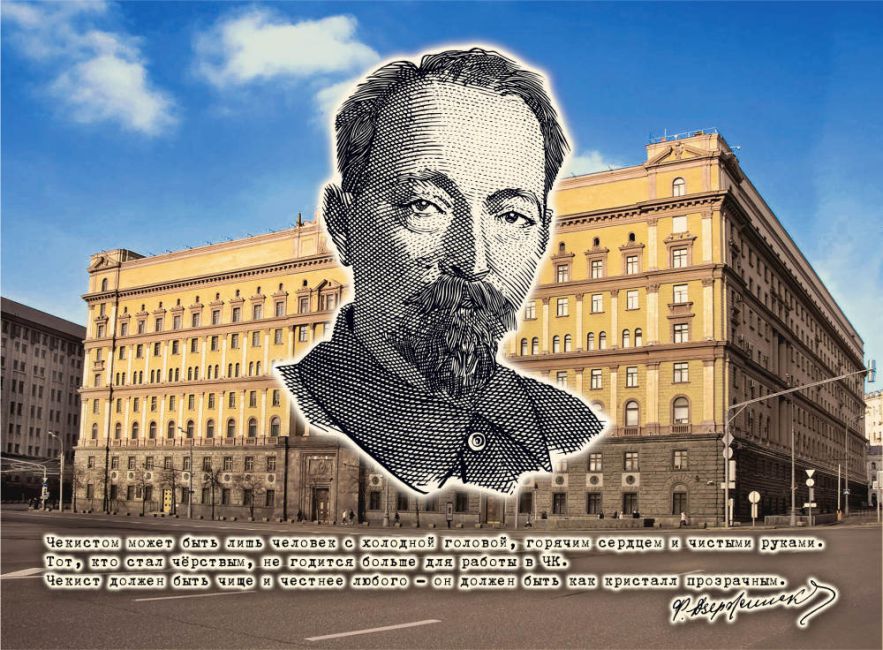 Чекистом может быть лишь человек с холодной головой, горячим сердцем и чистыми руками.
Тот, кто стал чёрствым, не годится больше для работы в ЧК.
Чекист должен быть чище и честнее любого - он должен быть как кристалл прозрачным.
Ф. Дзержинский